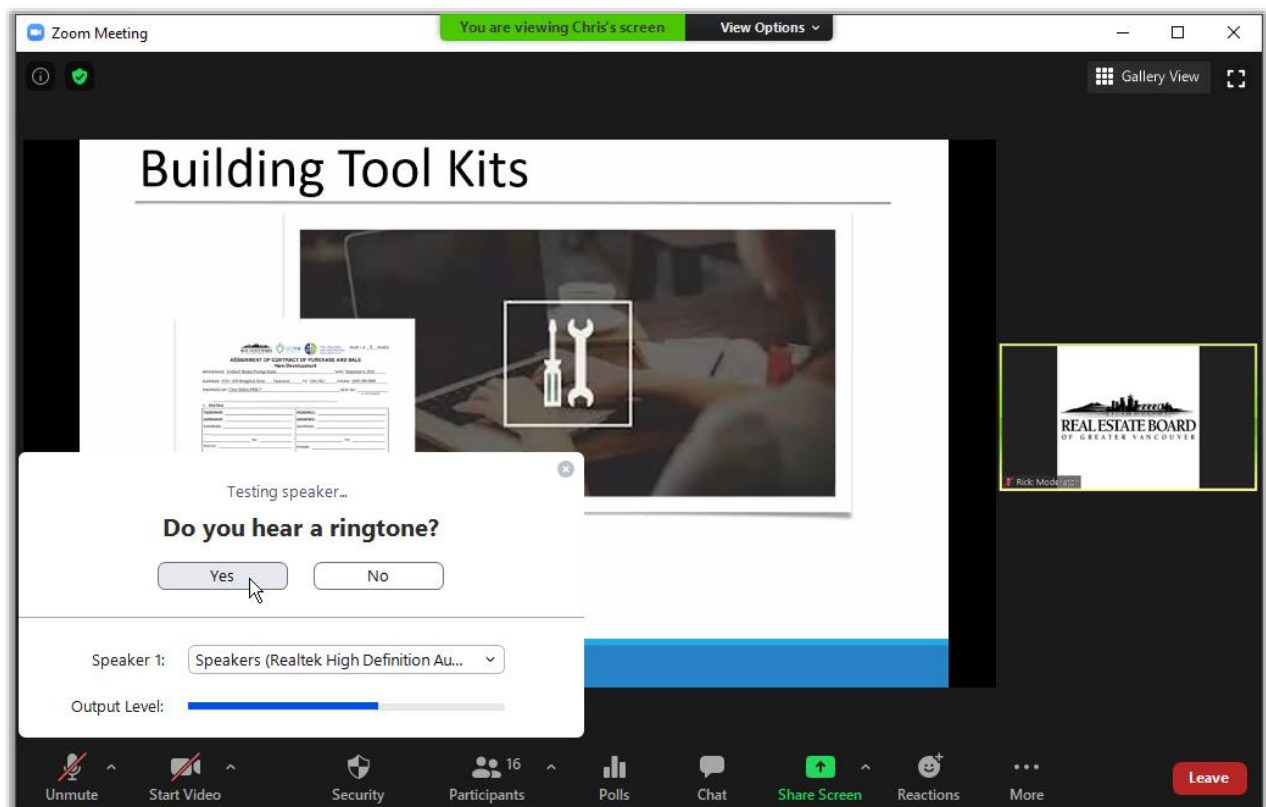 Zoom Meeting
You are viewing Chris's screen
View Options
Gallery View
Building Tool Kits
ASSIGNMENT OF CONTRACT OF PURCHASE AND SALE
New Development
REAL ESTATE BOARD
OF GREATER VANCOUVER
Rick: Moderator
Testing speaker...
Do you hear a ringtone?
Yes
No
Speaker 1:
Speakers (Realtek High Definition Au...
Output Level:
16
Unmute
Start Video
Security
Participants
Polls
Chat
Share Screen
Reactions
More
Leave